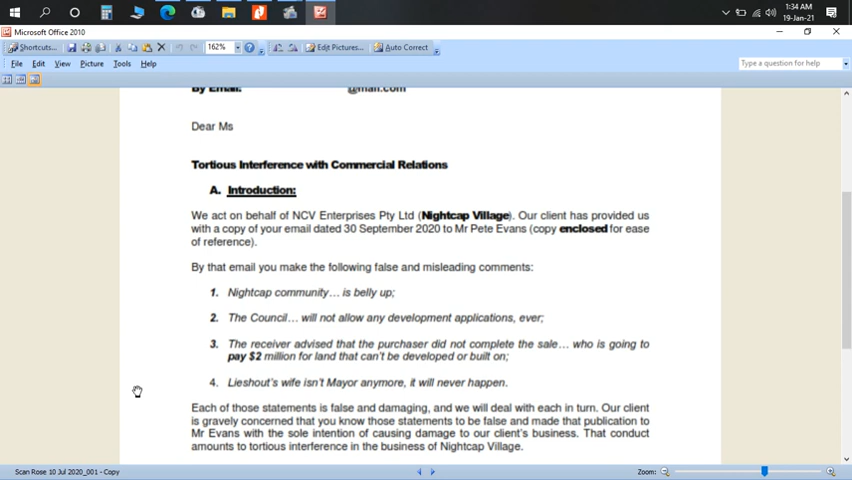 1:34 AM
19-Jan-21
Microsoft Office 2010
Shortcuts... 162% Edit Pictures... Auto Correct
File Edit View Picture Tools Help Type a question for help
By Email: @mail.com
Dear Ms
Tortious Interference with Commercial Relations
A. Introduction:
We act on behalf of NCV Enterprises Pty Ltd (Nightcap Village). Our client has provided us
with a copy of your email dated 30 September 2020 to Mr Pete Evans (copy enclosed for ease
of reference).
By that email you make the following false and misleading comments:
1. Nightcap community… is belly up;
2. The Council… will not allow any development applications, ever;
3. The receiver advised that the purchaser did not complete the sale… who is going to
pay $2 million for land that can't be developed or built on;
4. Lieshout's wife isn't Mayor anymore, it will never happen.
Each of those statements is false and damaging, and we will deal with each in turn. Our client
is gravely concerned that you know those statements to be false and made that publication to
Mr Evans with the sole intention of causing damage to our client's business. That conduct
amounts to tortious interference in the business of Nightcap Village.
Scan Rose 10 Jul 2020_001 - Copy Zoom: